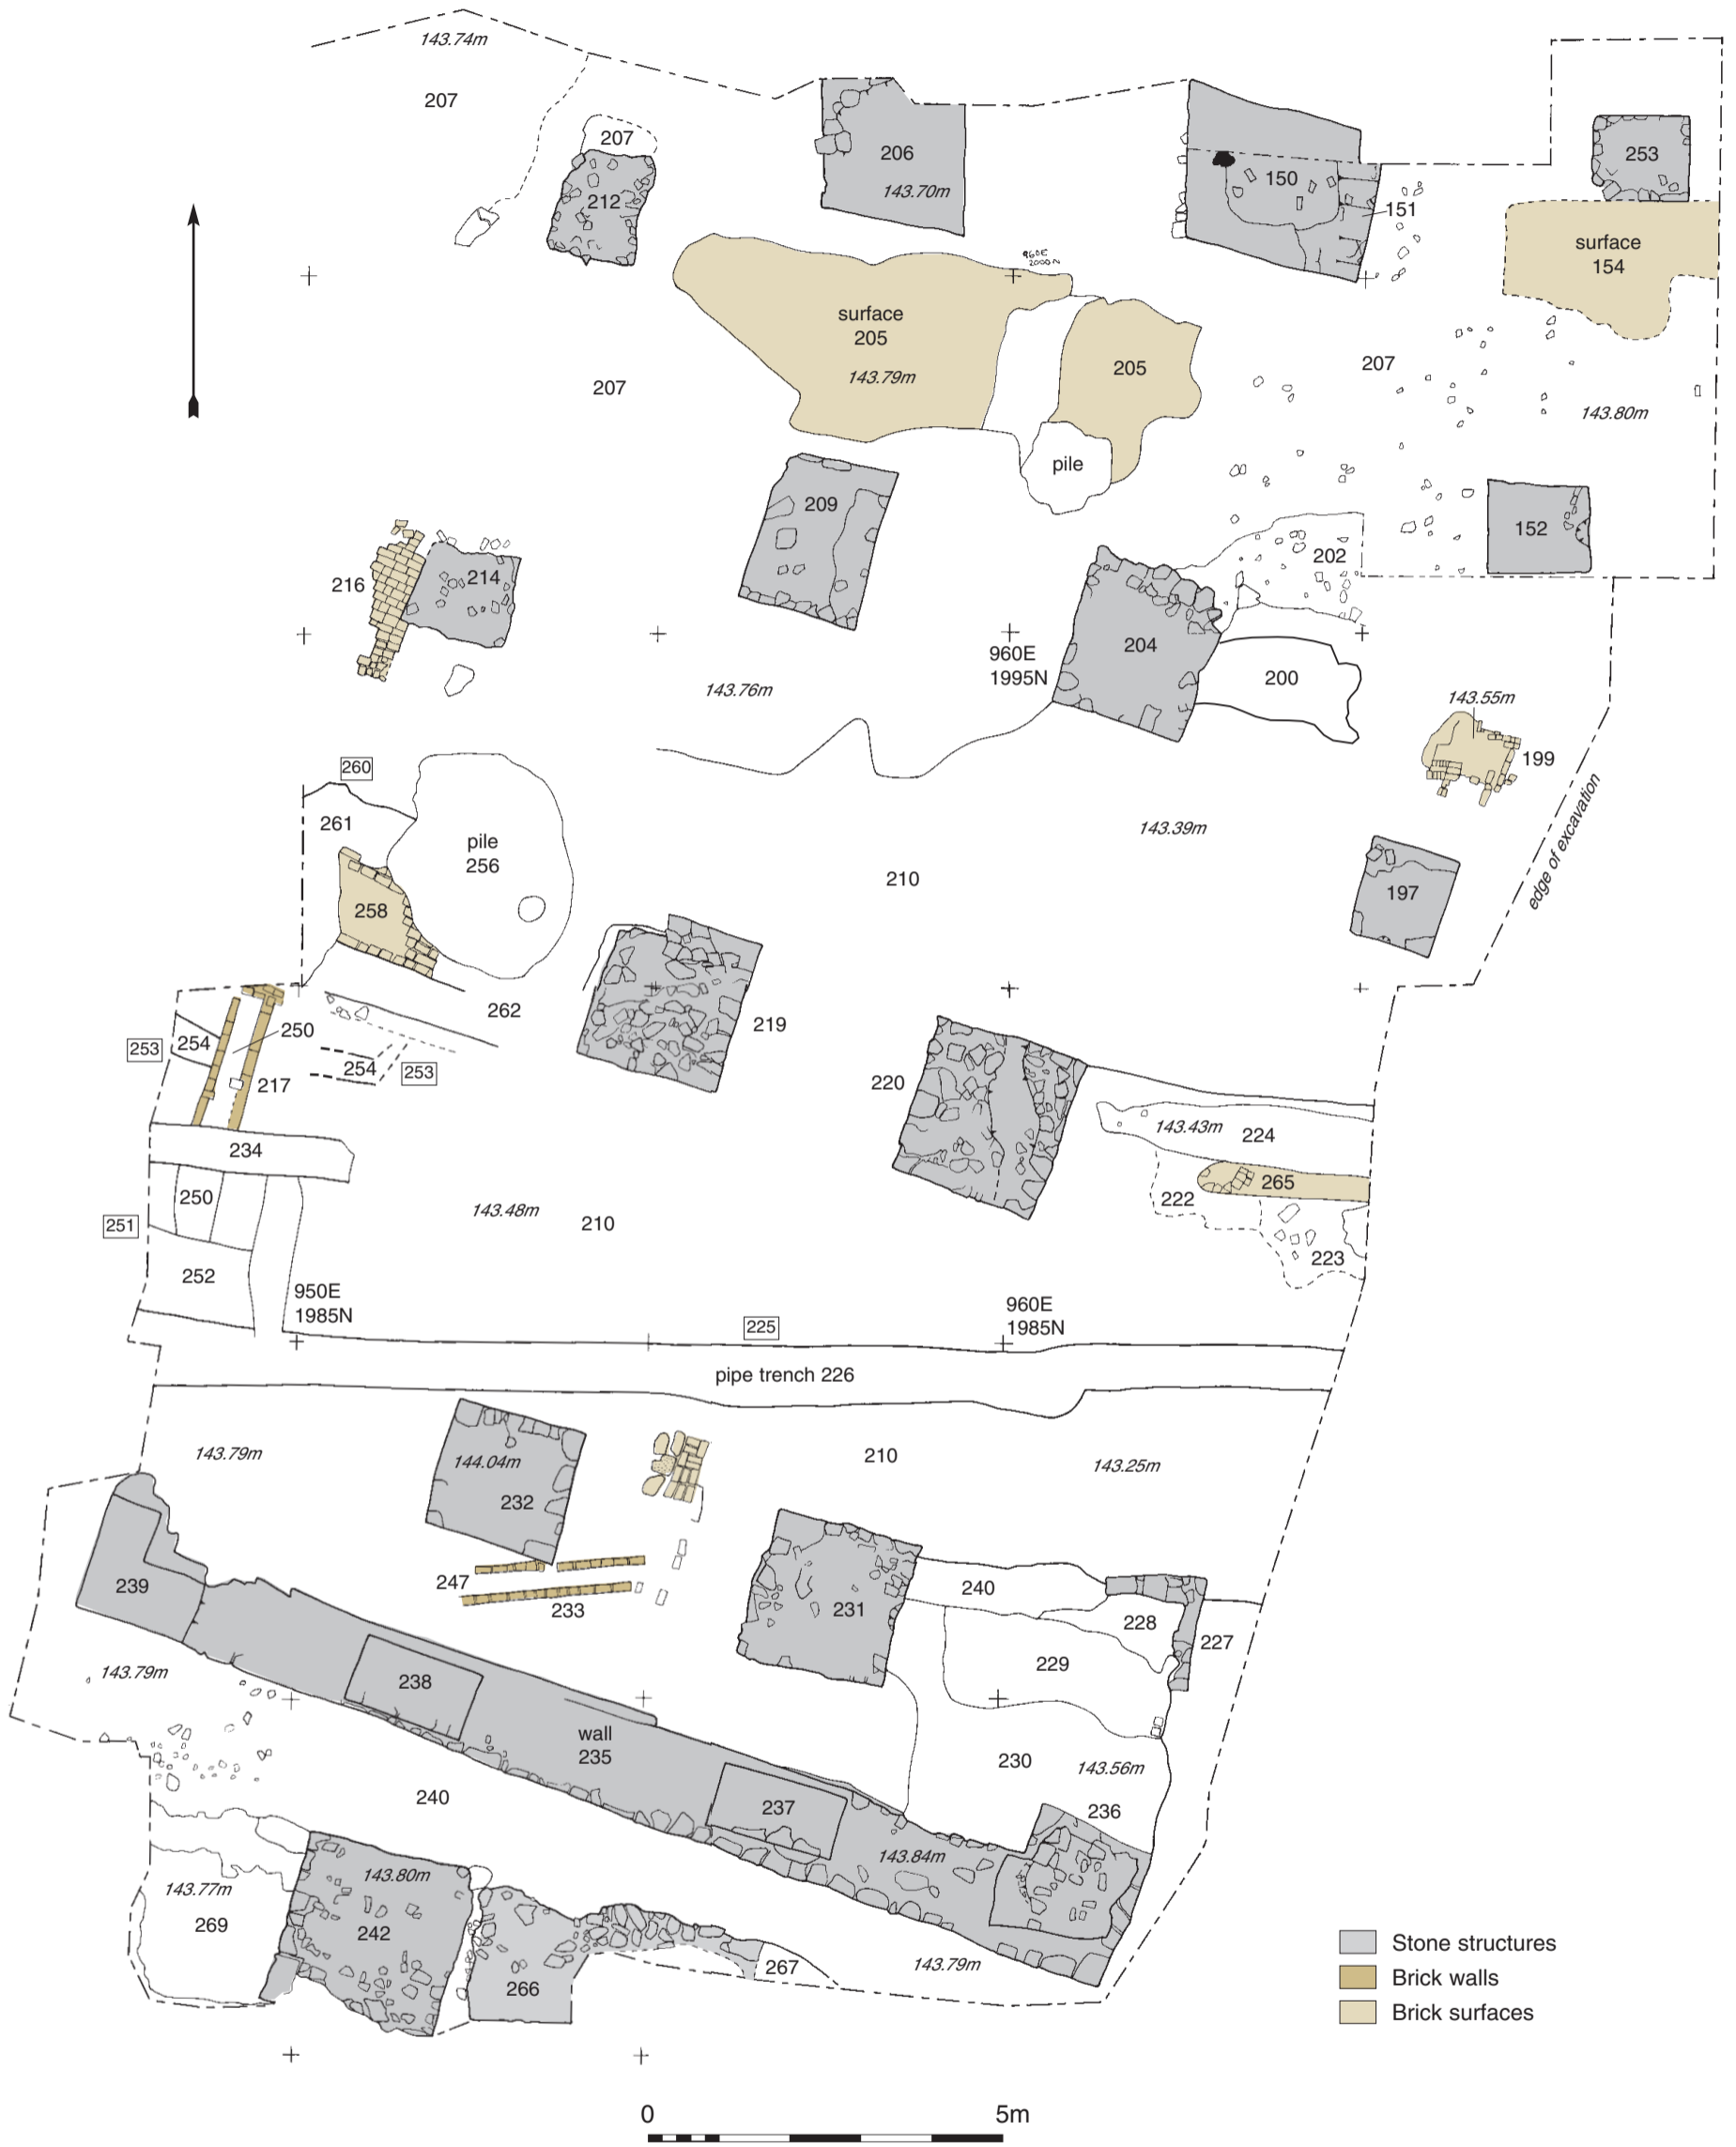 143.74m
207
207
212
206
143.70m
150
151
253
surface
154
960E
2000N
surface
205
143.79m
205
207
207
143.80m
pile
209
152
202
216
214
204
960E
1995N
200
143.76m
143.55m
199
260
261
pile
256
143.39m
edge of excavation
258
210
197
262
250
254
253
219
254
253
217
220
143.43m
224
234
265
250
222
143.48m
210
251
223
252
950E
1985N
960E
1985N
225
pipe trench 226
143.79m
144.04m
210
143.25m
232
247
239
233
240
231
228
227
143.79m
238
229
wall
235
230
143.56m
237
236
240
143.84m
143.80m
143.77m
269
242
143.79m
267
266
Stone structures
Brick walls
Brick surfaces
0
5m